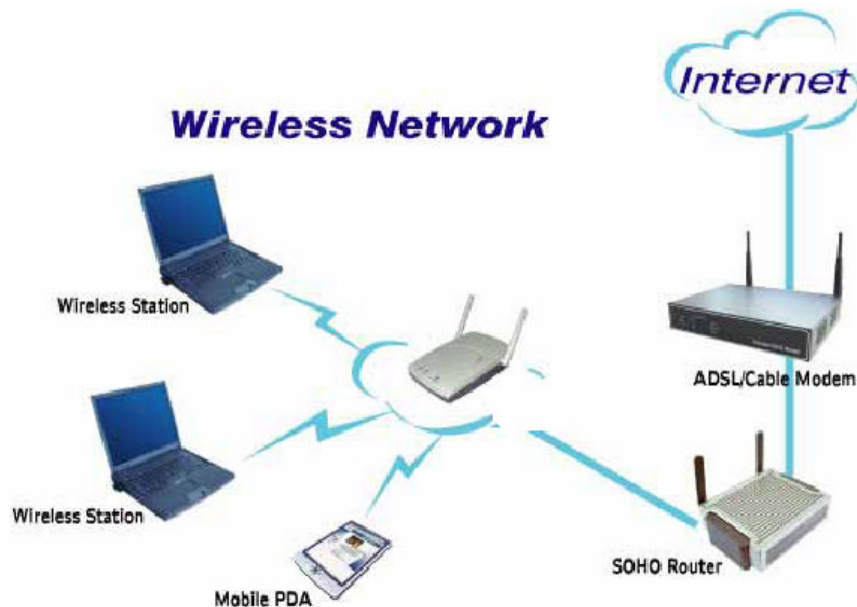 Internet
Wireless Network
Wireless Station
ADSL/Cable Modem
Wireless Station
SOHO Router
Mobile PDA